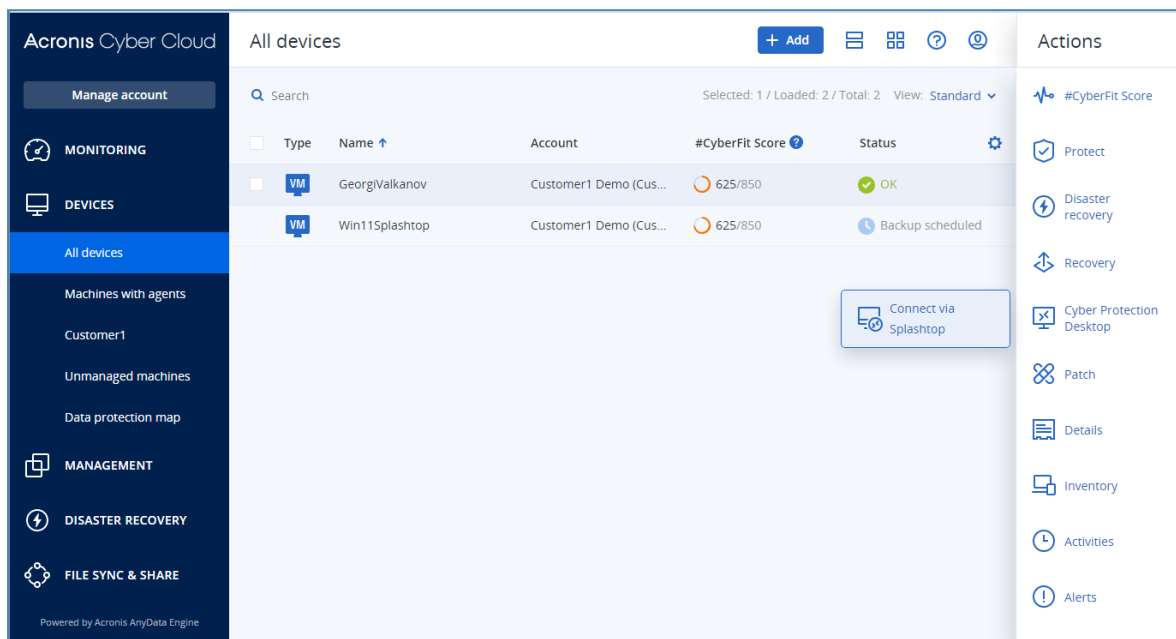 Acronis Cyber Cloud
Manage account
MONITORING
DEVICES
All devices
Machines with agents
Customer1
Unmanaged machines
Data protection map
MANAGEMENT
DISASTER RECOVERY
FILE SYNC & SHARE
Powered by Acronis AnyData Engine
All devices
+ Add
?
Search
Selected: 1 / Loaded: 2 / Total: 2 View: Standard
Type Name ↑ Account #CyberFit Score ? Status
VM GeorgiValkanov Customer1 Demo (Cus... 625/850 OK
VM Win11Splashtop Customer1 Demo (Cus... 625/850 Backup scheduled
Connect via
Splashtop
Actions
#CyberFit Score
Protect
Disaster
recovery
Recovery
Cyber Protection
Desktop
Patch
Details
Inventory
Activities
Alerts